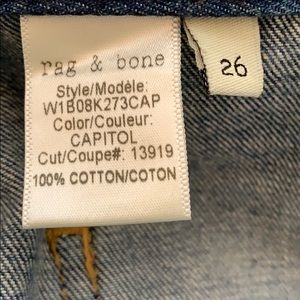 rag & bone
Style/Modèle:
W1B08K273CAP
Color/Couleur:
CAPITOL
Cut/Coupe#: 13919
100% COTTON/COTON
26